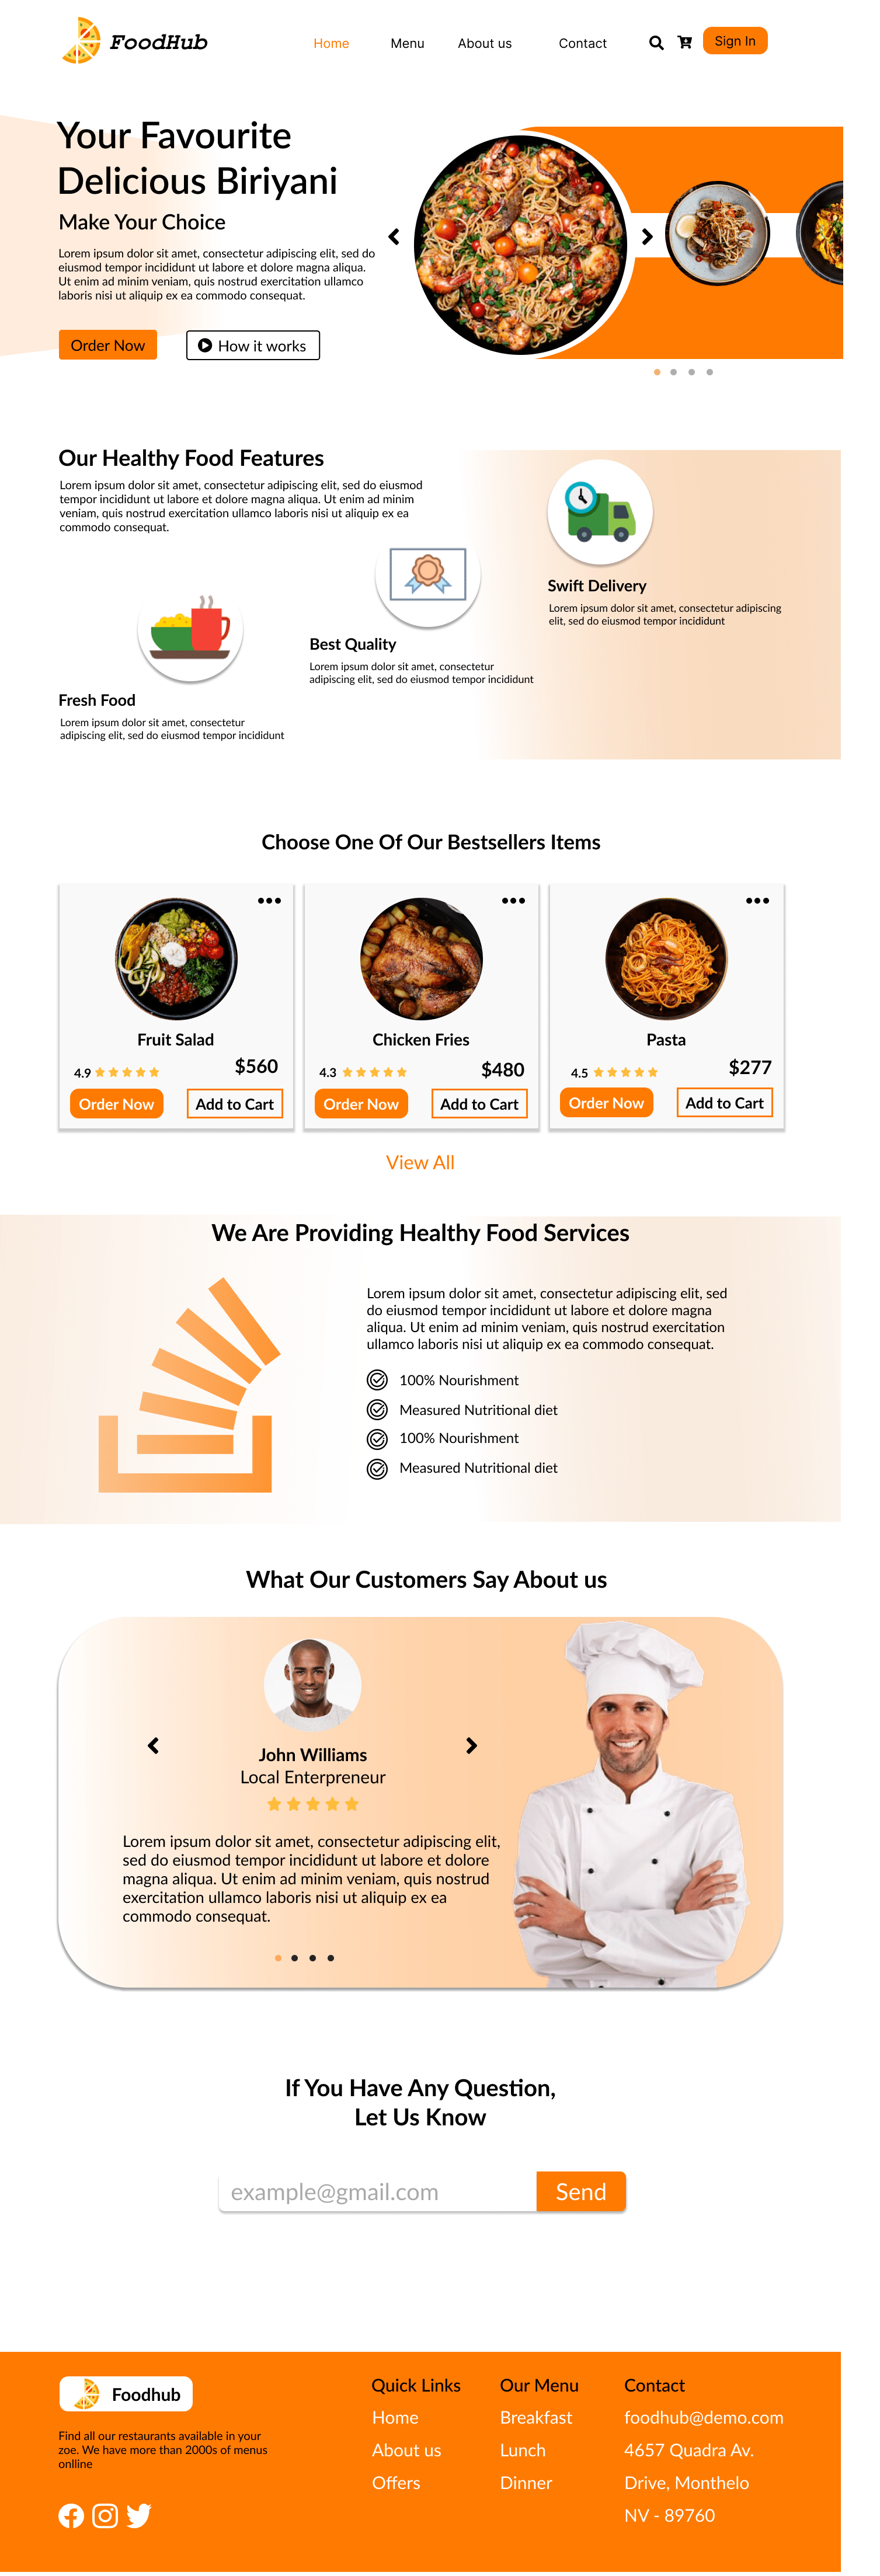 FoodHub
Home Menu About us Contact Sign In
Your Favourite
Delicious Biriyani
Make Your Choice
Lorem ipsum dolor sit amet, consectetur adipiscing elit, sed do
eiusmod tempor incididunt ut labore et dolore magna aliqua.
Ut enim ad minim veniam, quis nostrud exercitation ullamco
laboris nisi ut aliquip ex ea commodo consequat.
Order Now How it works
Our Healthy Food Features
Lorem ipsum dolor sit amet, consectetur adipiscing elit, sed do eiusmod
tempor incididunt ut labore et dolore magna aliqua. Ut enim ad minim
veniam, quis nostrud exercitation ullamco laboris nisi ut aliquip ex ea
commodo consequat.
Swift Delivery
Lorem ipsum dolor sit amet, consectetur adipiscing
elit, sed do eiusmod tempor incididunt
Best Quality
Lorem ipsum dolor sit amet, consectetur
adipiscing elit, sed do eiusmod tempor incididunt
Fresh Food
Lorem ipsum dolor sit amet, consectetur
adipiscing elit, sed do eiusmod tempor incididunt
Choose One Of Our Bestsellers Items
Fruit Salad
4.9 $560
Order Now Add to Cart
Chicken Fries
4.3 $480
Order Now Add to Cart
Pasta
4.5 $277
Order Now Add to Cart
View All
We Are Providing Healthy Food Services
Lorem ipsum dolor sit amet, consectetur adipiscing elit, sed
do eiusmod tempor incididunt ut labore et dolore magna
aliqua. Ut enim ad minim veniam, quis nostrud exercitation
ullamco laboris nisi ut aliquip ex ea commodo consequat.
100% Nourishment
Measured Nutritional diet
100% Nourishment
Measured Nutritional diet
What Our Customers Say About us
John Williams
Local Enterpreneur
Lorem ipsum dolor sit amet, consectetur adipiscing elit,
sed do eiusmod tempor incididunt ut labore et dolore
magna aliqua. Ut enim ad minim veniam, quis nostrud
exercitation ullamco laboris nisi ut aliquip ex ea
commodo consequat.
If You Have Any Question,
Let Us Know
example@gmail.com Send
Foodhub
Find all our restaurants available in your
zoe. We have more than 2000s of menus
onlline
Quick Links
Home
About us
Offers
Our Menu
Breakfast
Lunch
Dinner
Contact
foodhub@demo.com
4657 Quadra Av.
Drive, Monthelo
NV - 89760